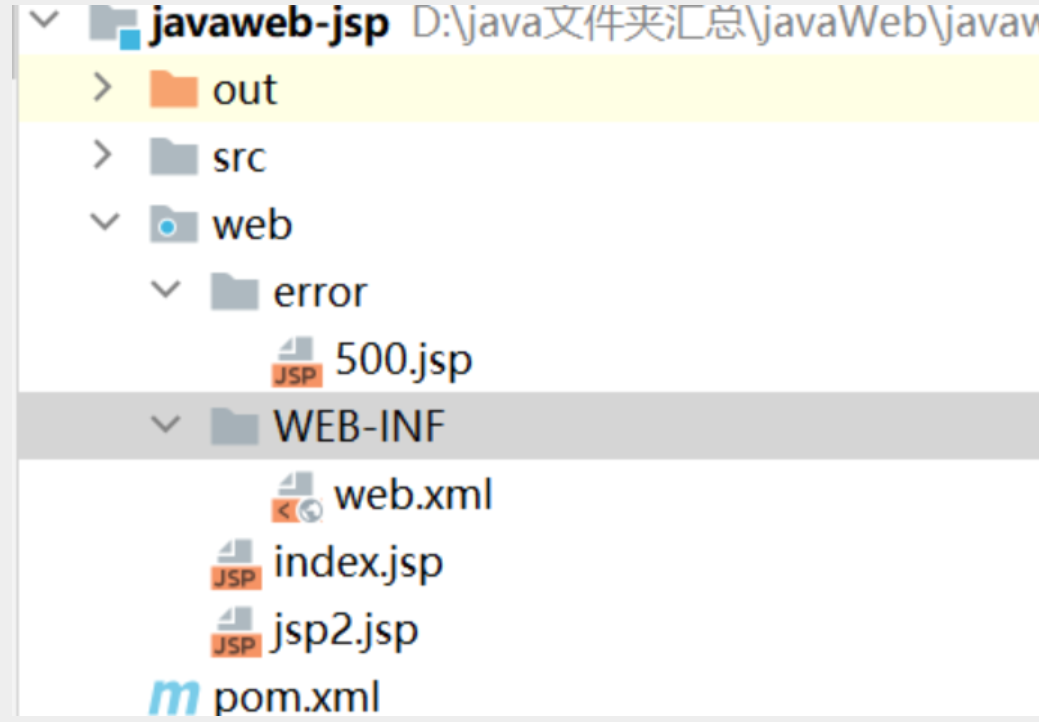 javaweb-jsp D:\java文件夹汇总\javaWeb\javaw
out
src
web
error
JSP 500.jsp
WEB-INF
web.xml
JSP index.jsp
JSP jsp2.jsp
m pom.xml